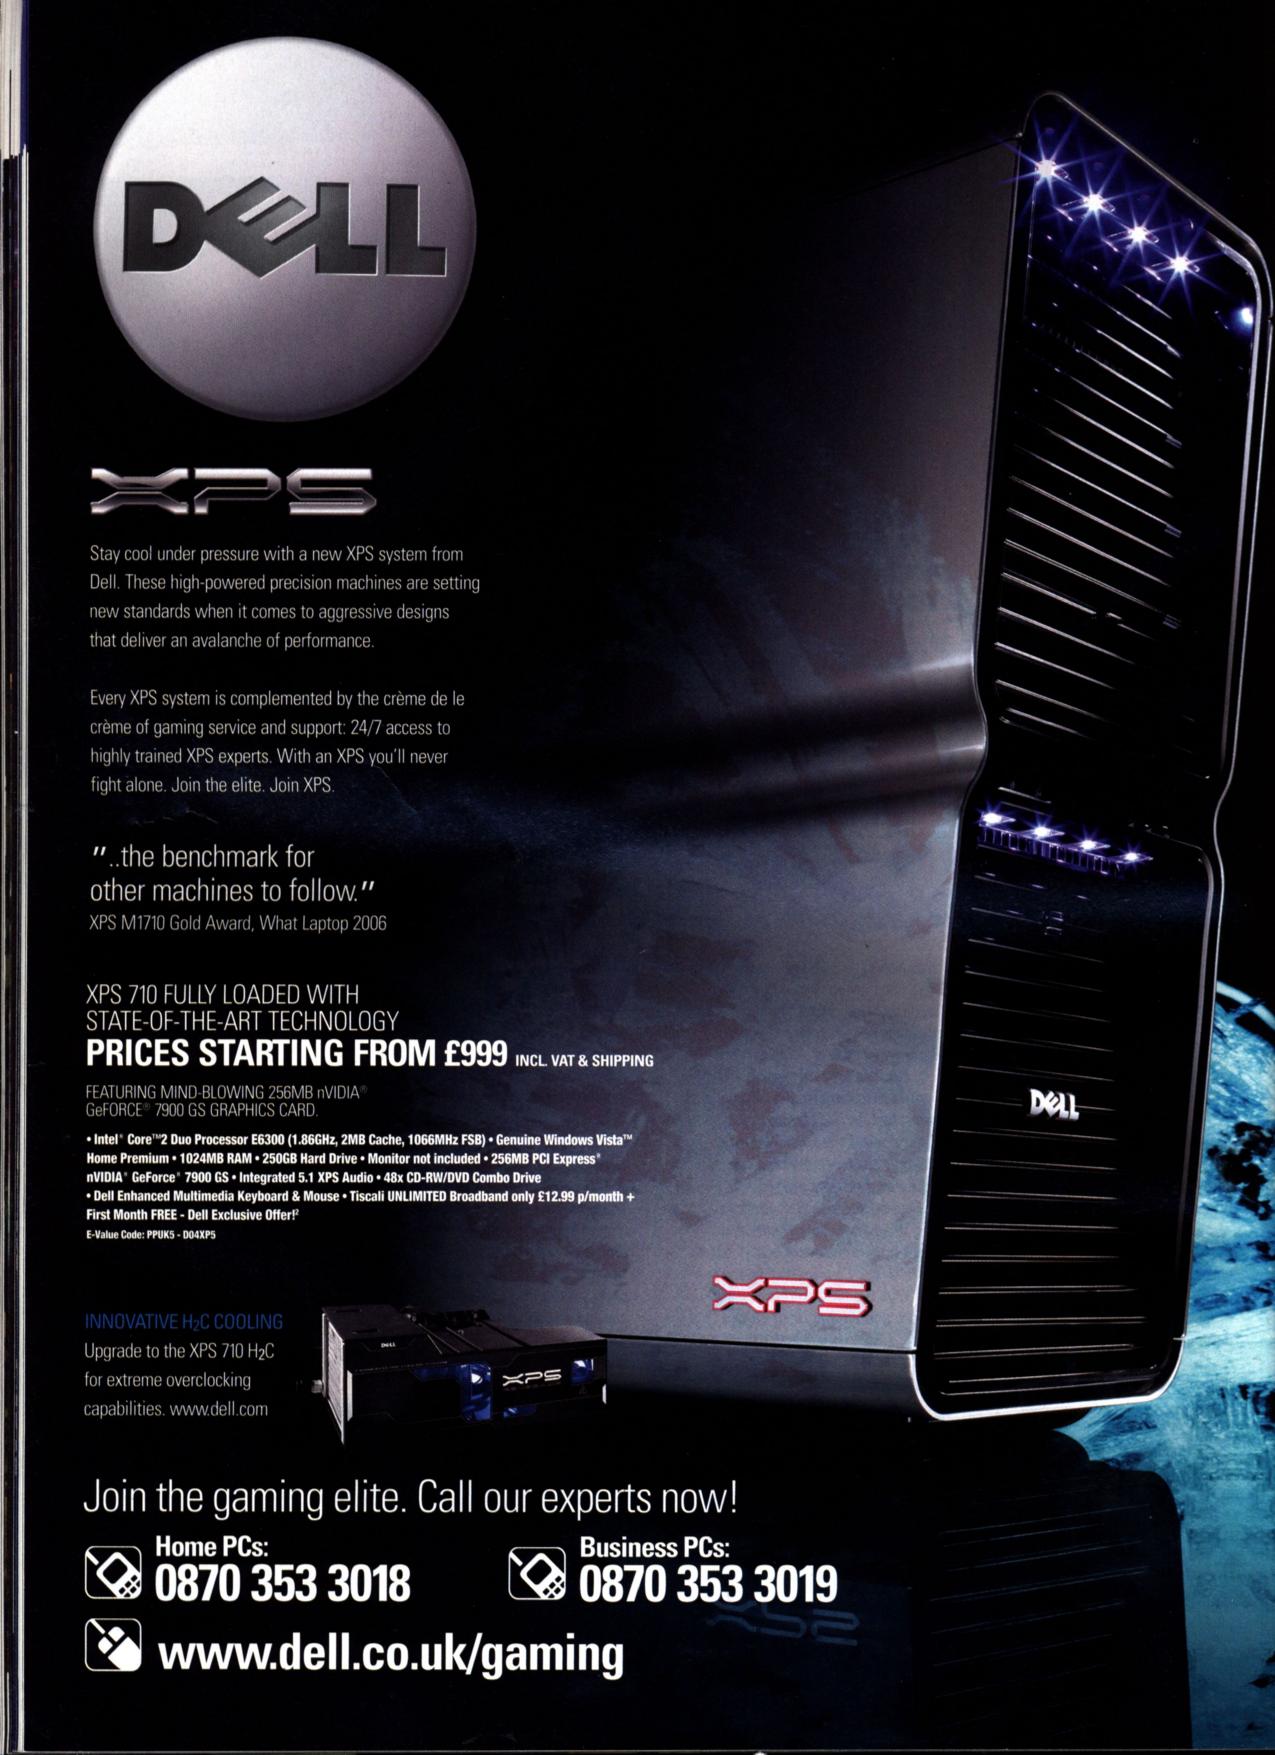 DELL
XPS
Stay cool under pressure with a new XPS system from
Dell. These high-powered precision machines are setting
new standards when it comes to aggressive designs
that deliver an avalanche of performance.
Every XPS system is complemented by the crème de le
crème of gaming service and support: 24/7 access to
highly trained XPS experts. With an XPS you'll never
fight alone. Join the elite. Join XPS.
"..the benchmark for
other machines to follow."
XPS M1710 Gold Award, What Laptop 2006
XPS 710 FULLY LOADED WITH
STATE-OF-THE-ART TECHNOLOGY
PRICES STARTING FROM £999 INCL. VAT & SHIPPING
FEATURING MIND-BLOWING 256MB nVIDIA®
GeFORCE® 7900 GS GRAPHICS CARD.
• Intel® Core™2 Duo Processor E6300 (1.86GHz, 2MB Cache, 1066MHz FSB) • Genuine Windows Vista™
Home Premium • 1024MB RAM • 250GB Hard Drive • Monitor not included • 256MB PCI Express®
nVIDIA® GeForce® 7900 GS • Integrated 5.1 XPS Audio • 48x CD-RW/DVD Combo Drive
• Dell Enhanced Multimedia Keyboard & Mouse • Tiscali UNLIMITED Broadband only £12.99 p/month +
First Month FREE - Dell Exclusive Offer!²
E-Value Code: PPUK5 - D04XP5
DELL
XPS
INNOVATIVE H2C COOLING
Upgrade to the XPS 710 H2C
for extreme overclocking
capabilities. www.dell.com
DELL
XPS
Join the gaming elite. Call our experts now!
Home PCs:
0870 353 3018
Business PCs:
0870 353 3019
www.dell.co.uk/gaming